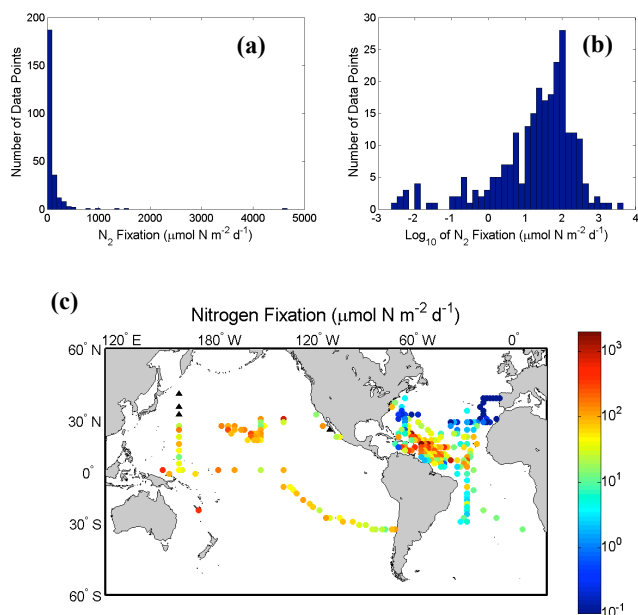 (a)
200
150
100
50
0
Number of Data Points
0 1000 2000 3000 4000 5000
N₂ Fixation (μmol N m⁻² d⁻¹)
(b)
30
25
20
15
10
5
0
Number of Data Points
-3 -2 -1 0 1 2 3 4
Log₁₀ of N₂ Fixation (μmol N m⁻² d⁻¹)
(c)
Nitrogen Fixation (μmol N m⁻² d⁻¹)
120° E 180° W 120° W 60° W 0°
60° N
30° N
0°
30° S
60° S
10³
10²
10¹
10⁰
10⁻¹